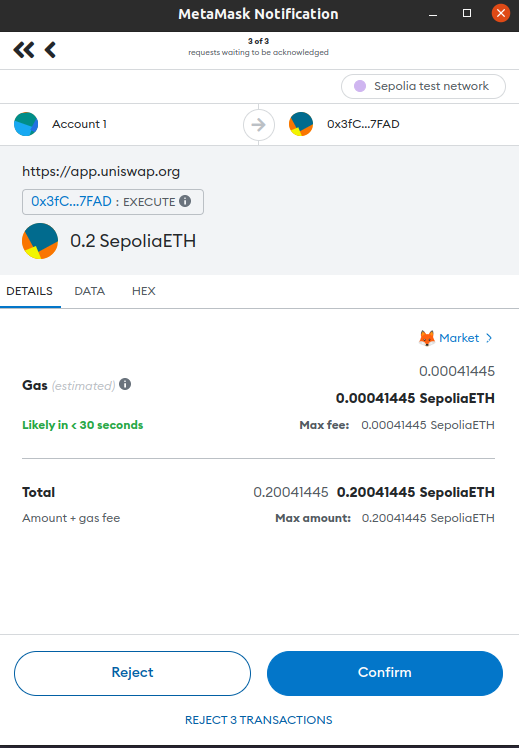 MetaMask Notification
3 of 3
requests waiting to be acknowledged
Sepolia test network
Account 1
0x3fC...7FAD
https://app.uniswap.org
0x3fC...7FAD : EXECUTE
0.2 SepoliaETH
DETAILS DATA HEX
Market >
0.00041445
Gas (estimated) 0.00041445 SepoliaETH
Likely in < 30 seconds Max fee: 0.00041445 SepoliaETH
Total 0.20041445 0.20041445 SepoliaETH
Amount + gas fee Max amount: 0.20041445 SepoliaETH
Reject Confirm
REJECT 3 TRANSACTIONS